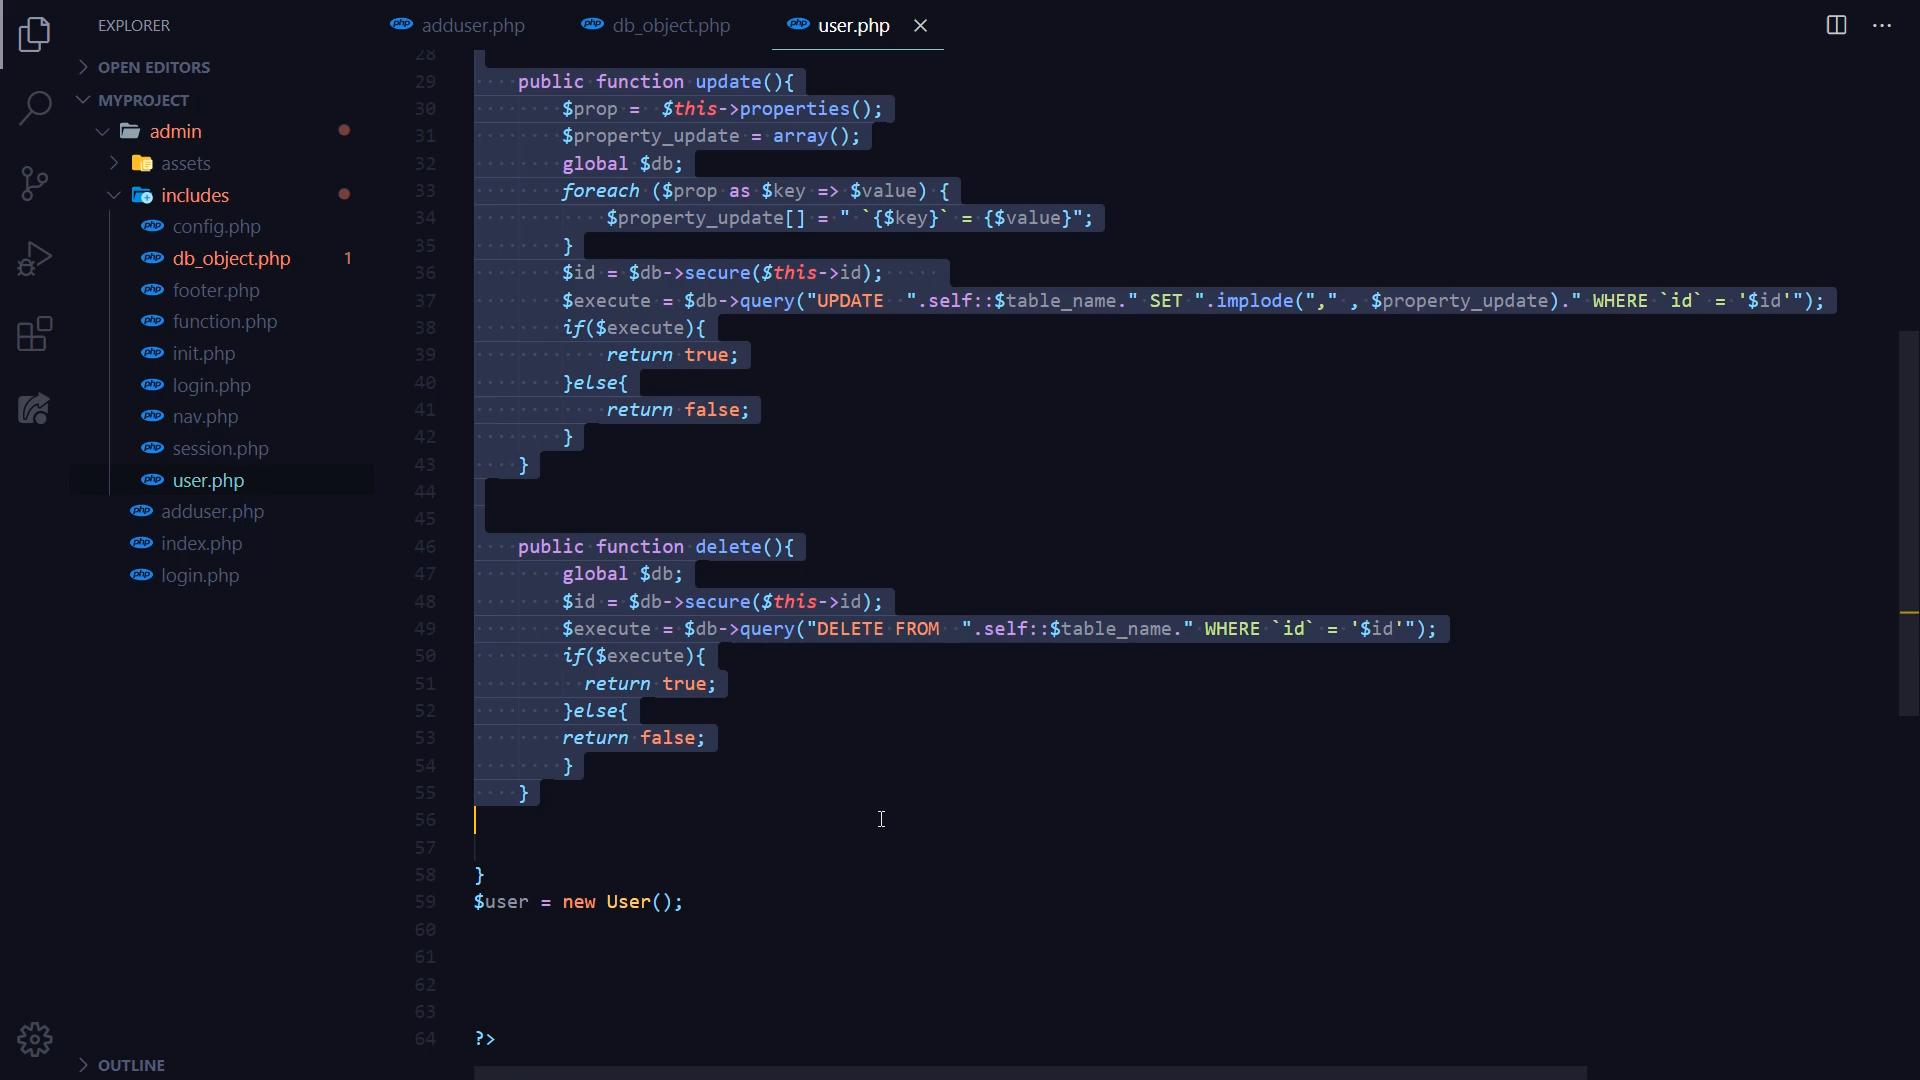 EXPLORER
OPEN EDITORS
MYPROJECT
admin
assets
includes
config.php
db_object.php 1
footer.php
function.php
init.php
login.php
nav.php
session.php
user.php
adduser.php
index.php
login.php
OUTLINE
adduser.php db_object.php user.php
28
29 public function update(){
30 $prop =  $this->properties();
31 $property_update = array();
32 global $db;
33 foreach ($prop as $key => $value) {
34 $property_update[] = " `{$key}` = {$value}";
35 }
36 $id = $db->secure($this->id);
37 $execute = $db->query("UPDATE  ".self::$table_name." SET ".implode("," , $property_update)." WHERE `id` = '$id'");
38 if($execute){
39 return true;
40 }else{
41 return false;
42 }
43 }
44
45
46 public function delete(){
47 global $db;
48 $id = $db->secure($this->id);
49 $execute = $db->query("DELETE FROM  ".self::$table_name." WHERE `id` = '$id'");
50 if($execute){
51 return true;
52 }else{
53 return false;
54 }
55 }
56
57
58 }
59 $user = new User();
60
61
62
63
64 ?>